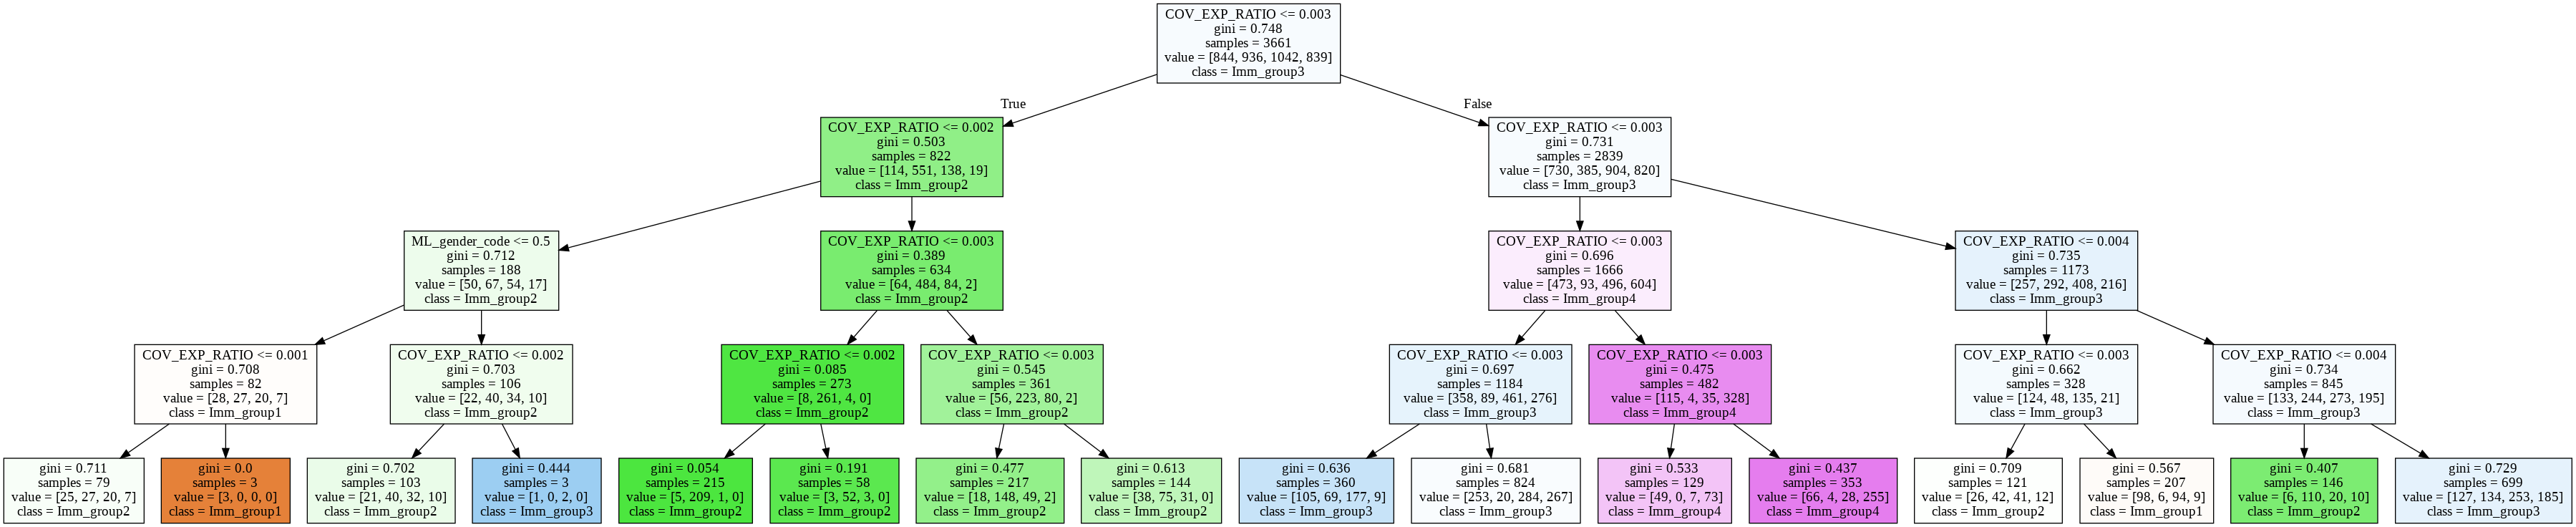 COV_EXP_RATIO <= 0.003
gini = 0.748
samples = 3661
value = [844, 936, 1042, 839]
class = Imm_group3
True
False
COV_EXP_RATIO <= 0.002
gini = 0.503
samples = 822
value = [114, 551, 138, 19]
class = Imm_group2
COV_EXP_RATIO <= 0.003
gini = 0.731
samples = 2839
value = [730, 385, 904, 820]
class = Imm_group3
ML_gender_code <= 0.5
gini = 0.712
samples = 188
value = [50, 67, 54, 17]
class = Imm_group2
COV_EXP_RATIO <= 0.003
gini = 0.389
samples = 634
value = [64, 484, 84, 2]
class = Imm_group2
COV_EXP_RATIO <= 0.003
gini = 0.696
samples = 1666
value = [473, 93, 496, 604]
class = Imm_group4
COV_EXP_RATIO <= 0.004
gini = 0.735
samples = 1173
value = [257, 292, 408, 216]
class = Imm_group3
COV_EXP_RATIO <= 0.001
gini = 0.708
samples = 82
value = [28, 27, 20, 7]
class = Imm_group1
COV_EXP_RATIO <= 0.002
gini = 0.703
samples = 106
value = [22, 40, 34, 10]
class = Imm_group2
COV_EXP_RATIO <= 0.002
gini = 0.085
samples = 273
value = [8, 261, 4, 0]
class = Imm_group2
COV_EXP_RATIO <= 0.003
gini = 0.545
samples = 361
value = [56, 223, 80, 2]
class = Imm_group2
COV_EXP_RATIO <= 0.003
gini = 0.697
samples = 1184
value = [358, 89, 461, 276]
class = Imm_group3
COV_EXP_RATIO <= 0.003
gini = 0.475
samples = 482
value = [115, 4, 35, 328]
class = Imm_group4
COV_EXP_RATIO <= 0.003
gini = 0.662
samples = 328
value = [124, 48, 135, 21]
class = Imm_group3
COV_EXP_RATIO <= 0.004
gini = 0.734
samples = 845
value = [133, 244, 273, 195]
class = Imm_group3
gini = 0.711
samples = 79
value = [25, 27, 20, 7]
class = Imm_group2
gini = 0.0
samples = 3
value = [3, 0, 0, 0]
class = Imm_group1
gini = 0.702
samples = 103
value = [21, 40, 32, 10]
class = Imm_group2
gini = 0.444
samples = 3
value = [1, 0, 2, 0]
class = Imm_group3
gini = 0.054
samples = 215
value = [5, 209, 1, 0]
class = Imm_group2
gini = 0.191
samples = 58
value = [3, 52, 3, 0]
class = Imm_group2
gini = 0.477
samples = 217
value = [18, 148, 49, 2]
class = Imm_group2
gini = 0.613
samples = 144
value = [38, 75, 31, 0]
class = Imm_group2
gini = 0.636
samples = 360
value = [105, 69, 177, 9]
class = Imm_group3
gini = 0.681
samples = 824
value = [253, 20, 284, 267]
class = Imm_group3
gini = 0.533
samples = 129
value = [49, 0, 7, 73]
class = Imm_group4
gini = 0.437
samples = 353
value = [66, 4, 28, 255]
class = Imm_group4
gini = 0.709
samples = 121
value = [26, 42, 41, 12]
class = Imm_group2
gini = 0.567
samples = 207
value = [98, 6, 94, 9]
class = Imm_group1
gini = 0.407
samples = 146
value = [6, 110, 20, 10]
class = Imm_group2
gini = 0.729
samples = 699
value = [127, 134, 253, 185]
class = Imm_group3